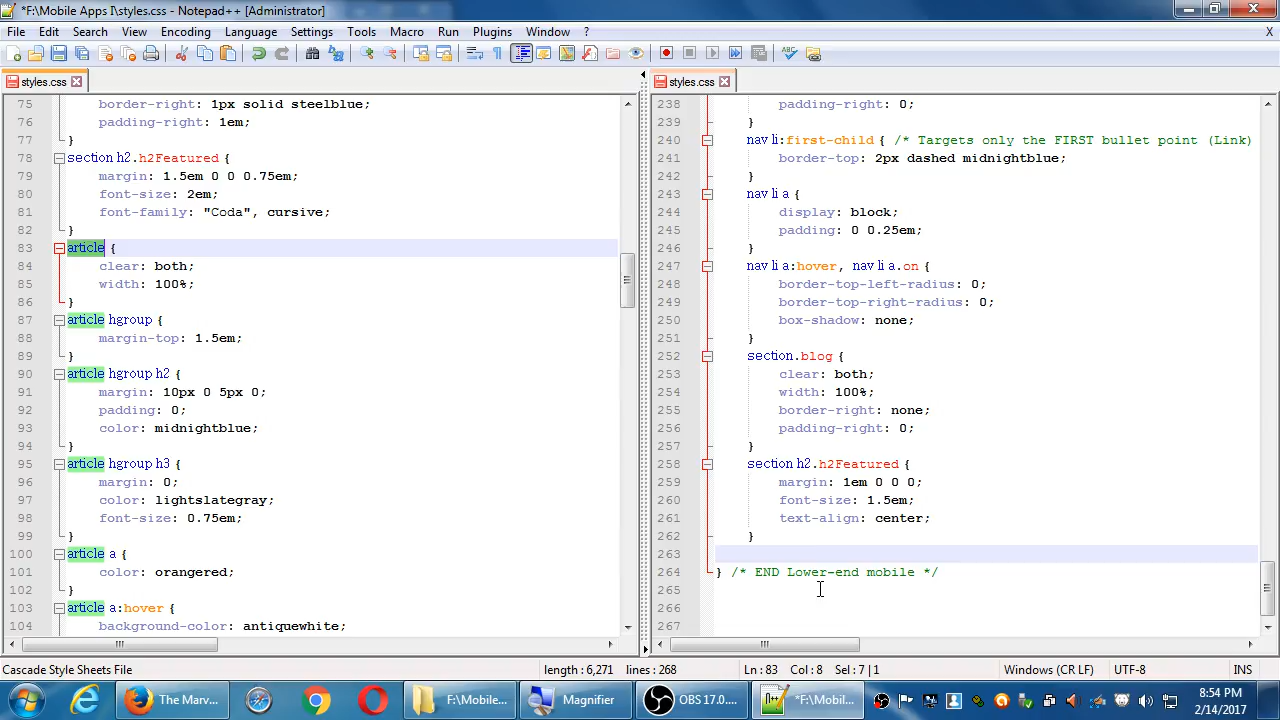 *F:\Mobile Apps I\styles.css - Notepad++ [Administrator]
File Edit Search View Encoding Language Settings Tools Macro Run Plugins Window ? X
styles.css
75 border-right: 1px solid steelblue;
76 padding-right: 1em;
77 }
78 section h2.h2Featured {
79 margin: 1.5em 0 0 0.75em;
80 font-size: 2em;
81 font-family: "Coda", cursive;
82 }
83 article {
84 clear: both;
85 width: 100%;
86 }
87 article hgroup {
88 margin-top: 1.5em;
89 }
90 article hgroup h2 {
91 margin: 10px 0 5px 0;
92 padding: 0;
93 color: midnightblue;
94 }
95 article hgroup h3 {
96 margin: 0;
97 color: lightslategray;
98 font-size: 0.75em;
99 }
100 article a {
101 color: orangered;
102 }
103 article a:hover {
104 background-color: antiquewhite;
styles.css
238 padding-right: 0;
239 }
240 nav li:first-child { /* Targets only the FIRST bullet point (Link)
241 border-top: 2px dashed midnightblue;
242 }
243 nav li a {
244 display: block;
245 padding: 0 0.25em;
246 }
247 nav li a:hover, nav li a.on {
248 border-top-left-radius: 0;
249 border-top-right-radius: 0;
250 box-shadow: none;
251 }
252 section.blog {
253 clear: both;
254 width: 100%;
255 border-right: none;
256 padding-right: 0;
257 }
258 section h2.h2Featured {
259 margin: 1em 0 0 0;
260 font-size: 1.5em;
261 text-align: center;
262 }
263
264 } /* END Lower-end mobile */
265
266
267
Cascade Style Sheets File length : 6,271 lines : 268 Ln : 83 Col : 8 Sel : 7 | 1 Windows (CR LF) UTF-8 INS
The Marv... F:\Mobile... Magnifier OBS 17.0.... *F:\Mobil...
8:54 PM
2/14/2017